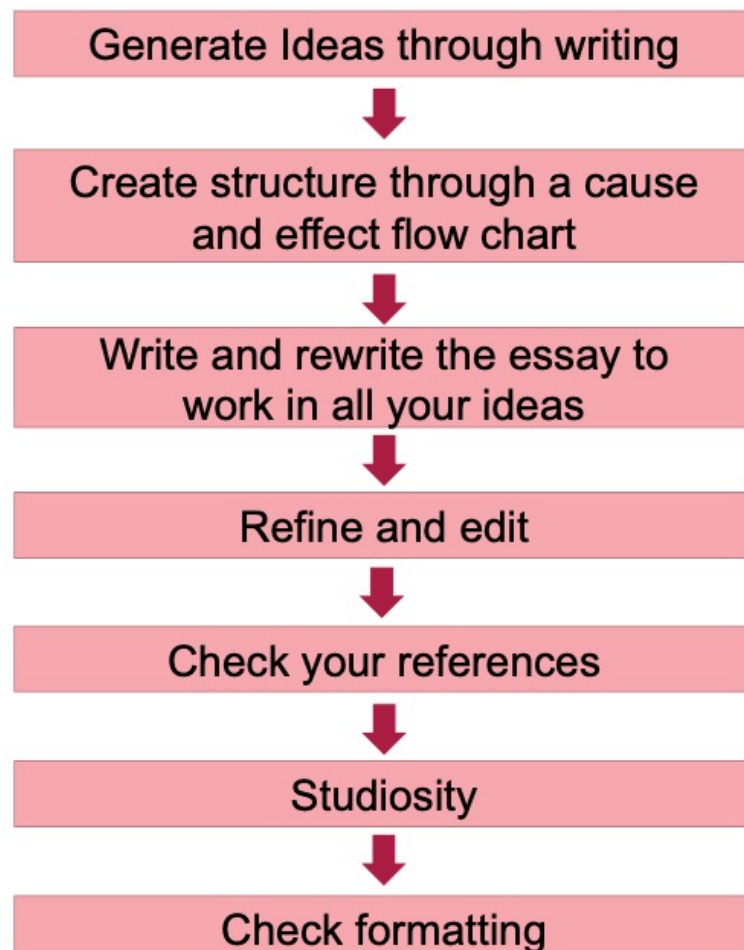 Generate Ideas through writing
Create structure through a cause
and effect flow chart
Write and rewrite the essay to
work in all your ideas
Refine and edit
Check your references
Studiosity
Check formatting